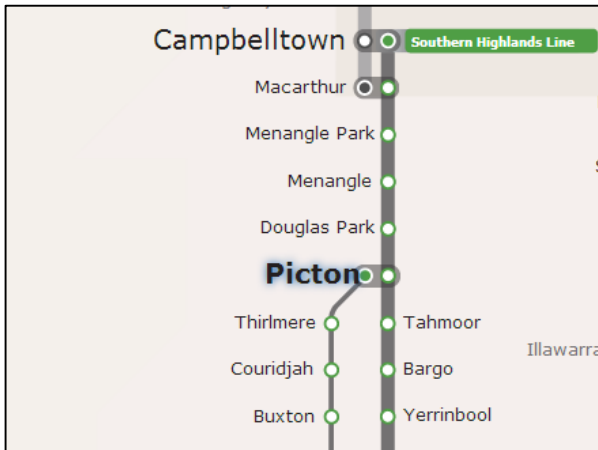 Campbelltown
Southern Highlands Line
Macarthur
Menangle Park
Menangle
Douglas Park
Picton
Thirlmere
Tahmoor
Illawarra
Couridjah
Bargo
Buxton
Yerrinbool